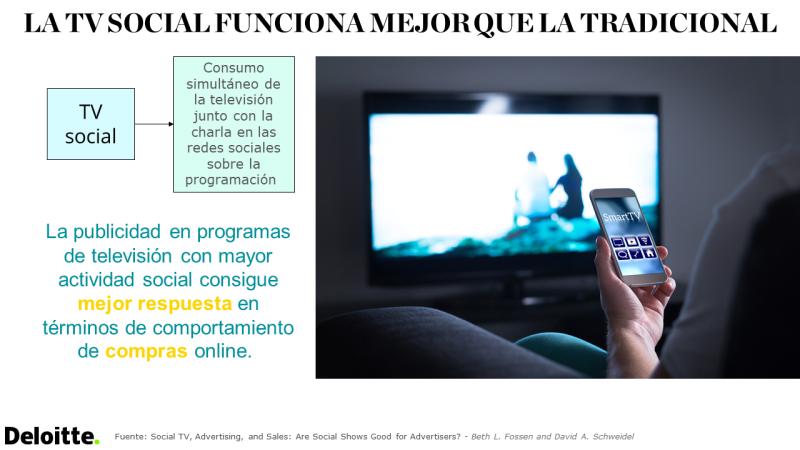 LA TV SOCIAL FUNCIONA MEJOR QUE LA TRADICIONAL
TV
social
Consumo
simultáneo de
la televisión
junto con la
charla en las
redes sociales
sobre la
programación
La publicidad en programas
de televisión con mayor
actividad social consigue
mejor respuesta en
términos de comportamiento
de compras online.
SmartTV
Deloitte.
Fuente: Social TV, Advertising, and Sales: Are Social Shows Good for Advertisers? - Beth L. Fossen and David A. Schweidel